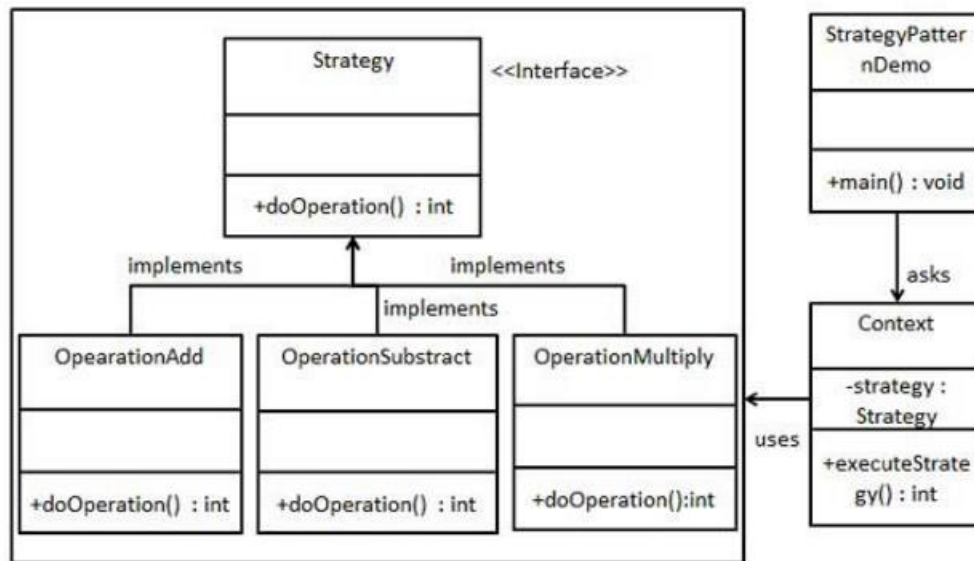 Strategy
<<Interface>>
+doOperation() : int
implements
implements
implements
OpearationAdd
+doOperation() : int
OperationSubstract
+doOperation() : int
OperationMultiply
+doOperation():int
StrategyPatter
nDemo
+main() : void
asks
Context
-strategy :
Strategy
+executeStrate
gy() : int
uses